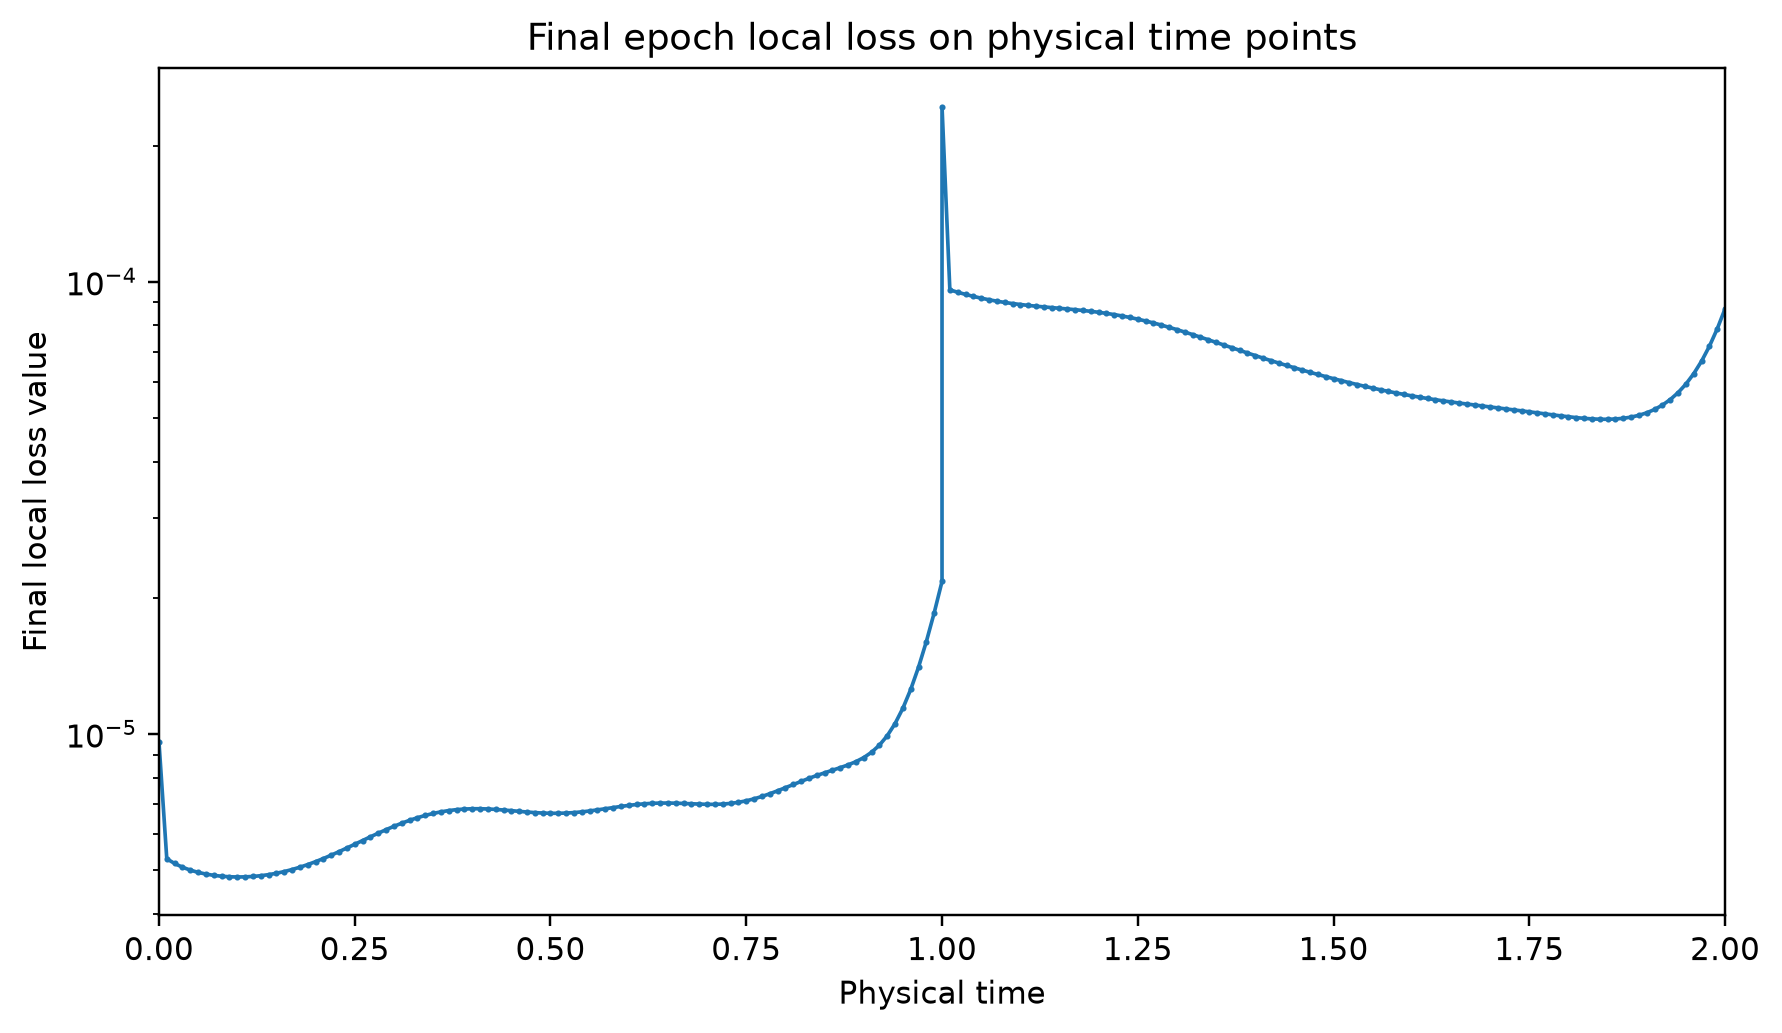 Final epoch local loss on physical time points
Final local loss value
10⁻⁴
10⁻⁵
0.00 0.25 0.50 0.75 1.00 1.25 1.50 1.75 2.00
Physical time